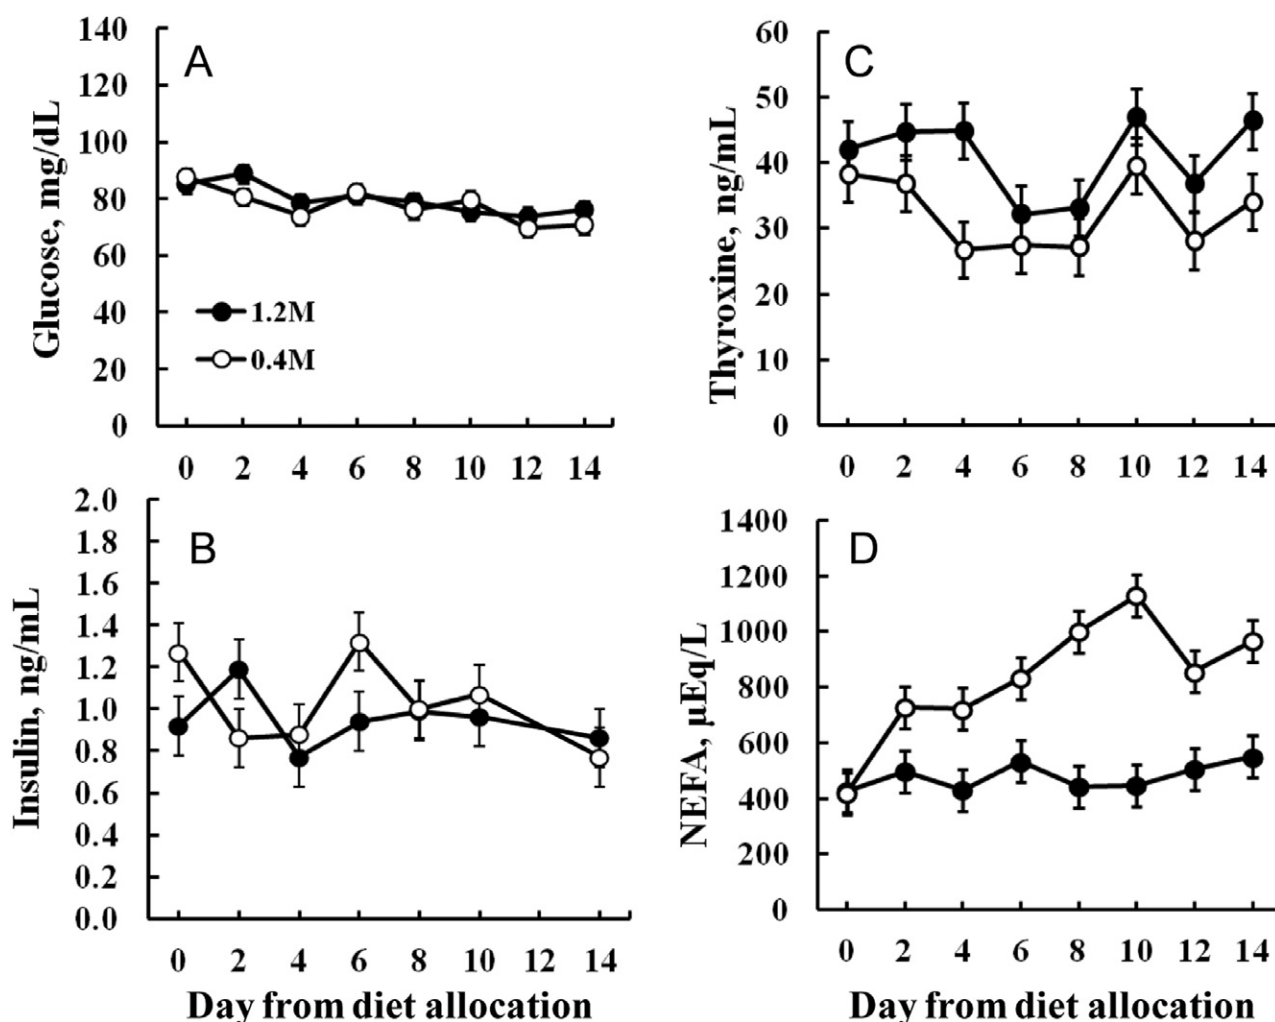 A
Glucose, mg/dL
140
120
100
80
60
40
20
0
1.2M
0.4M
0 2 4 6 8 10 12 14
B
Insulin, ng/mL
2.0
1.8
1.6
1.4
1.2
1.0
0.8
0.6
0.4
0.2
0.0
0 2 4 6 8 10 12 14
Day from diet allocation
C
Thyroxine, ng/mL
60
50
40
30
20
10
0
0 2 4 6 8 10 12 14
D
NEFA, µEq/L
1400
1200
1000
800
600
400
200
0
0 2 4 6 8 10 12 14
Day from diet allocation